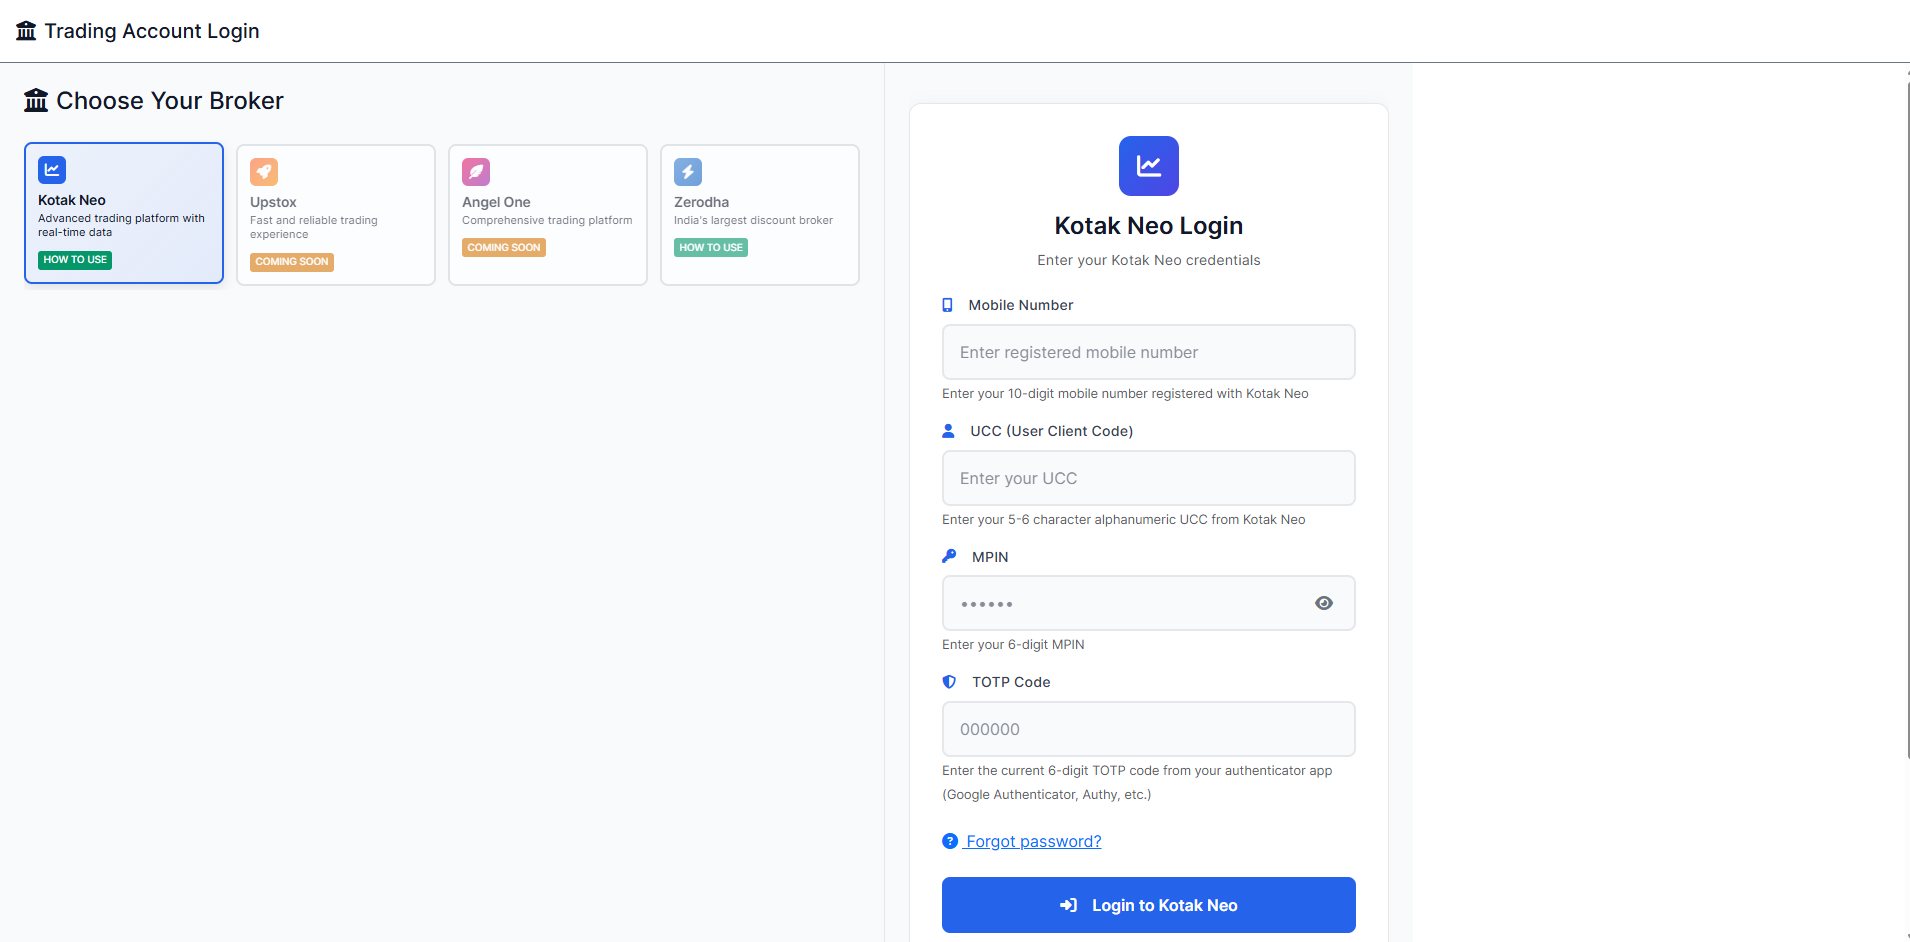 Trading Account Login
Choose Your Broker
Kotak Neo
Advanced trading platform with
real-time data
HOW TO USE
Upstox
Fast and reliable trading
experience
COMING SOON
Angel One
Comprehensive trading platform
COMING SOON
Zerodha
India's largest discount broker
HOW TO USE
Kotak Neo Login
Enter your Kotak Neo credentials
Mobile Number
Enter registered mobile number
Enter your 10-digit mobile number registered with Kotak Neo
UCC (User Client Code)
Enter your UCC
Enter your 5-6 character alphanumeric UCC from Kotak Neo
MPIN
••••••
Enter your 6-digit MPIN
TOTP Code
000000
Enter the current 6-digit TOTP code from your authenticator app
(Google Authenticator, Authy, etc.)
Forgot password?
Login to Kotak Neo